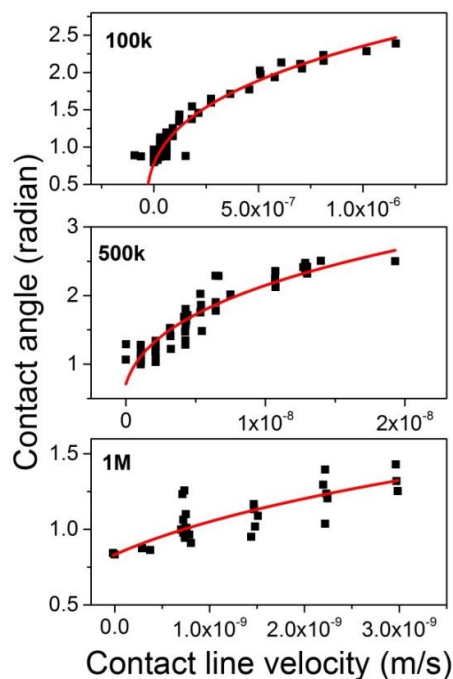 100k
2.5
2.0
1.5
1.0
0.5
0.0 5.0x10⁻⁷ 1.0x10⁻⁶
500k
3
2
1
0 1x10⁻⁸ 2x10⁻⁸
1M
1.5
1.0
0.5
0.0 1.0x10⁻⁹ 2.0x10⁻⁹ 3.0x10⁻⁹
Contact angle (radian)
Contact line velocity (m/s)